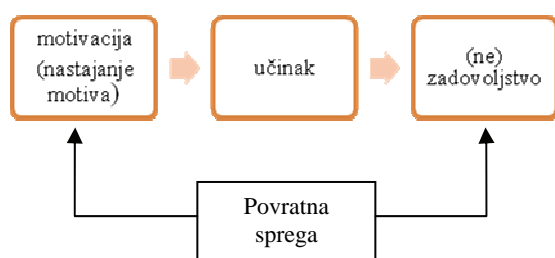 motivacija
(nastajanje
motiva)
učinak
(ne)
zadovoljstvo
Povratna
sprega